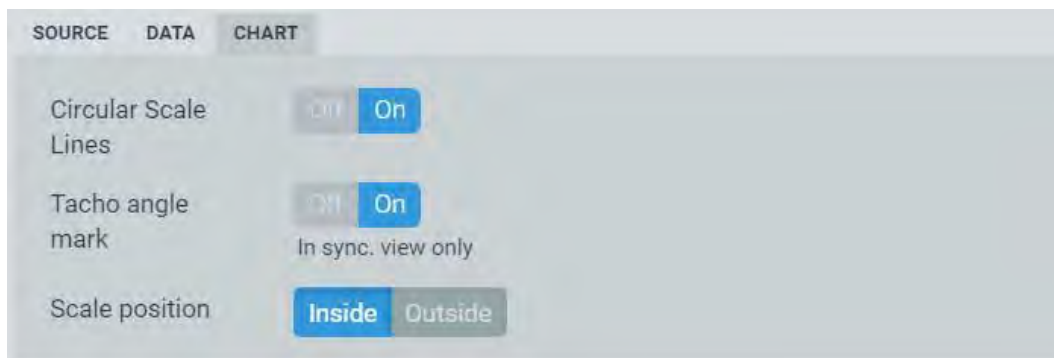 SOURCE DATA CHART
Circular Scale Lines
Off On
Tacho angle mark
Off On
In sync. view only
Scale position
Inside Outside